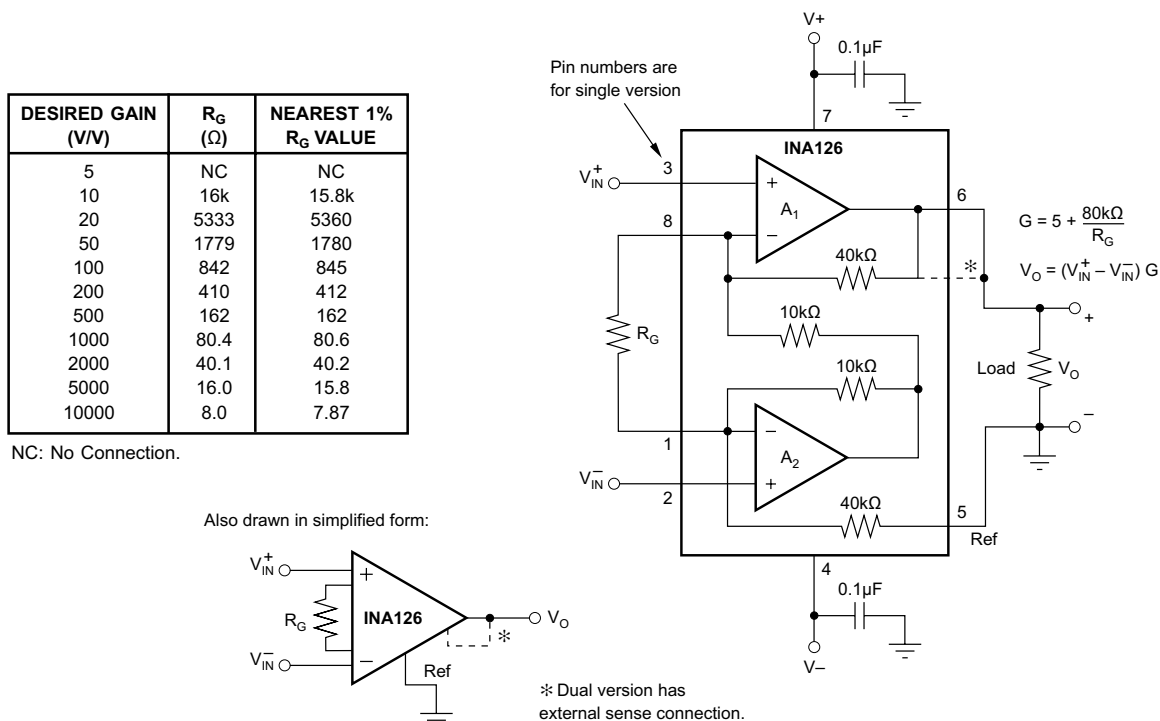 DESIRED GAIN (V/V) R_G (Ω) NEAREST 1% R_G VALUE
5 NC NC
10 16k 15.8k
20 5333 5360
50 1779 1780
100 842 845
200 410 412
500 162 162
1000 80.4 80.6
2000 40.1 40.2
5000 16.0 15.8
10000 8.0 7.87
NC: No Connection.
Also drawn in simplified form:
V_IN^+
+
R_G
INA126
V_O
*
V_IN^–
–
Ref
* Dual version has
external sense connection.
V+
0.1µF
Pin numbers are
for single version
7
INA126
3
V_IN^+
+
A_1
–
6
8
40kΩ
*
10kΩ
R_G
10kΩ
1
–
A_2
+
V_IN^–
2
40kΩ
5
Ref
4
0.1µF
V–
G = 5 + 80kΩ / R_G
V_O = (V_IN^+ – V_IN^–) G
+
Load
V_O
–